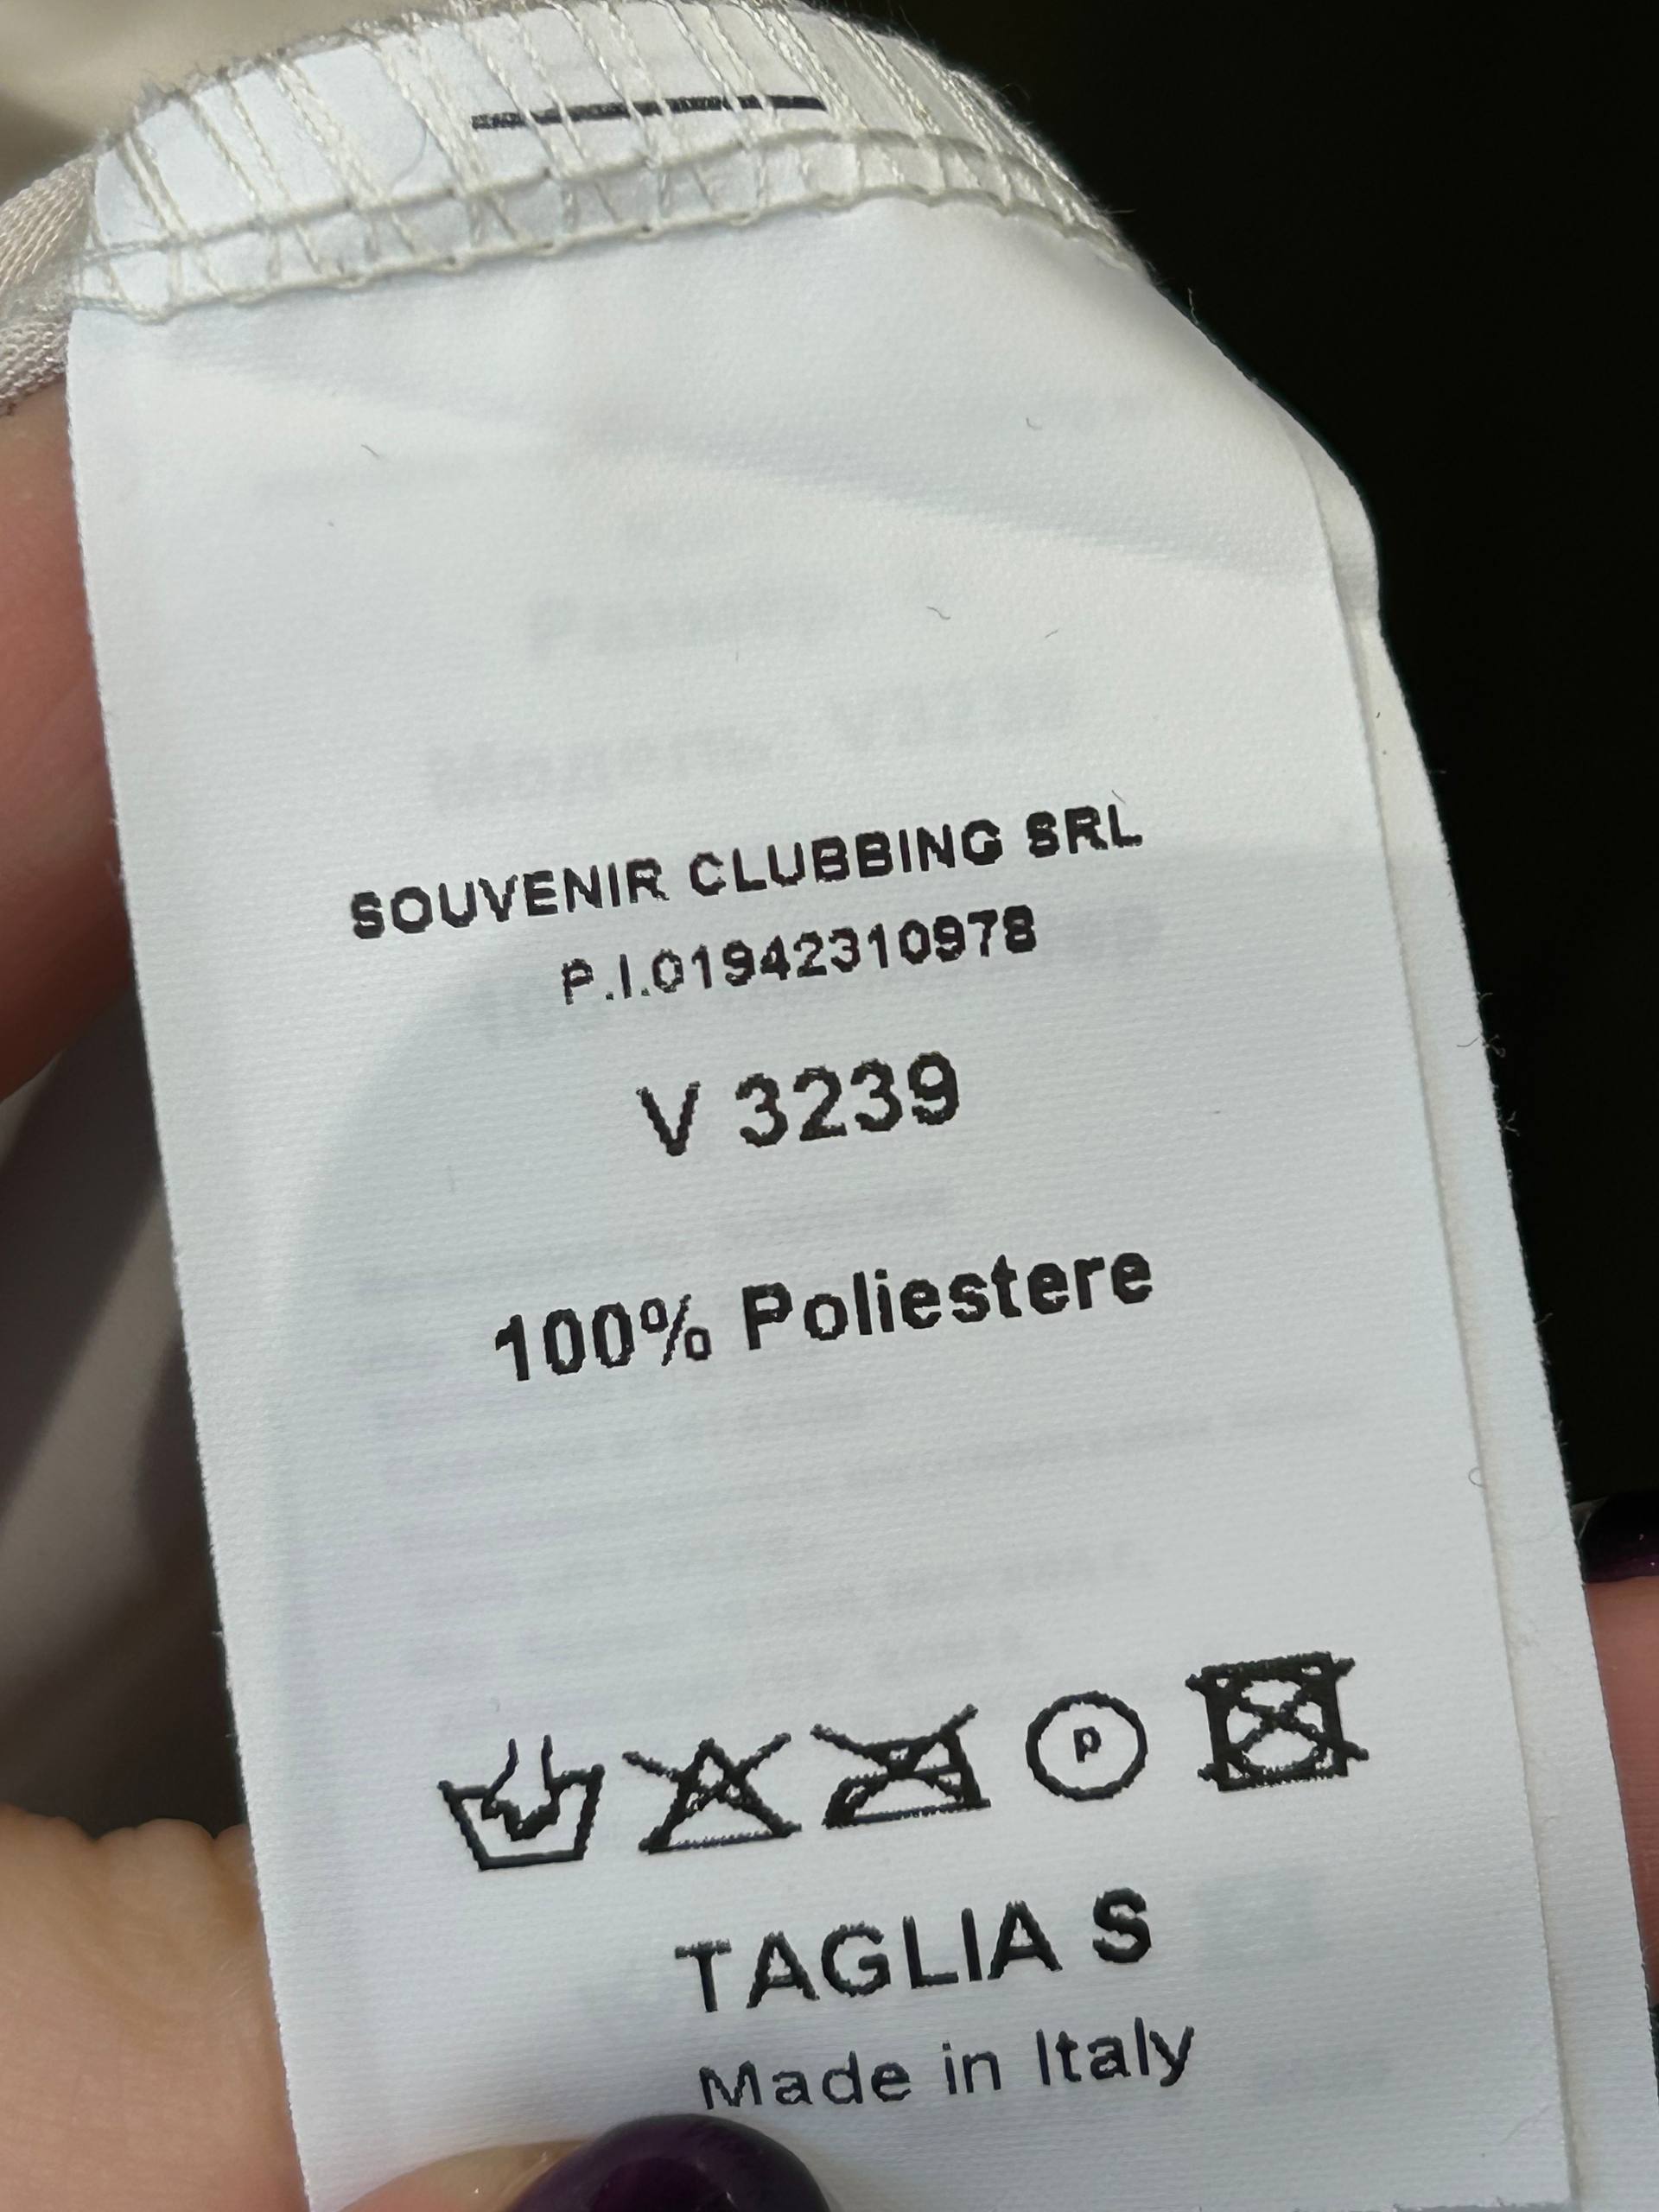 SOUVENIR CLUBBING SRL
P.I.01942310978
V 3239
100% Poliestere
P
TAGLIA S
Made in Italy